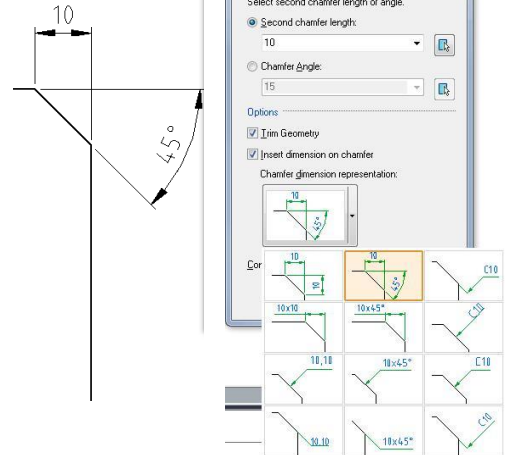 10
45°
Select second chamfer length or angle.
Second chamfer length:
10
Chamfer Angle:
15
Options
Trim Geometry
Insert dimension on chamfer
Chamfer dimension representation:
10
45°
Cor
10
10
10
45°
C10
10x10
10x45°
C10
10,10
10x45°
C10
10,10
10x45°
C10